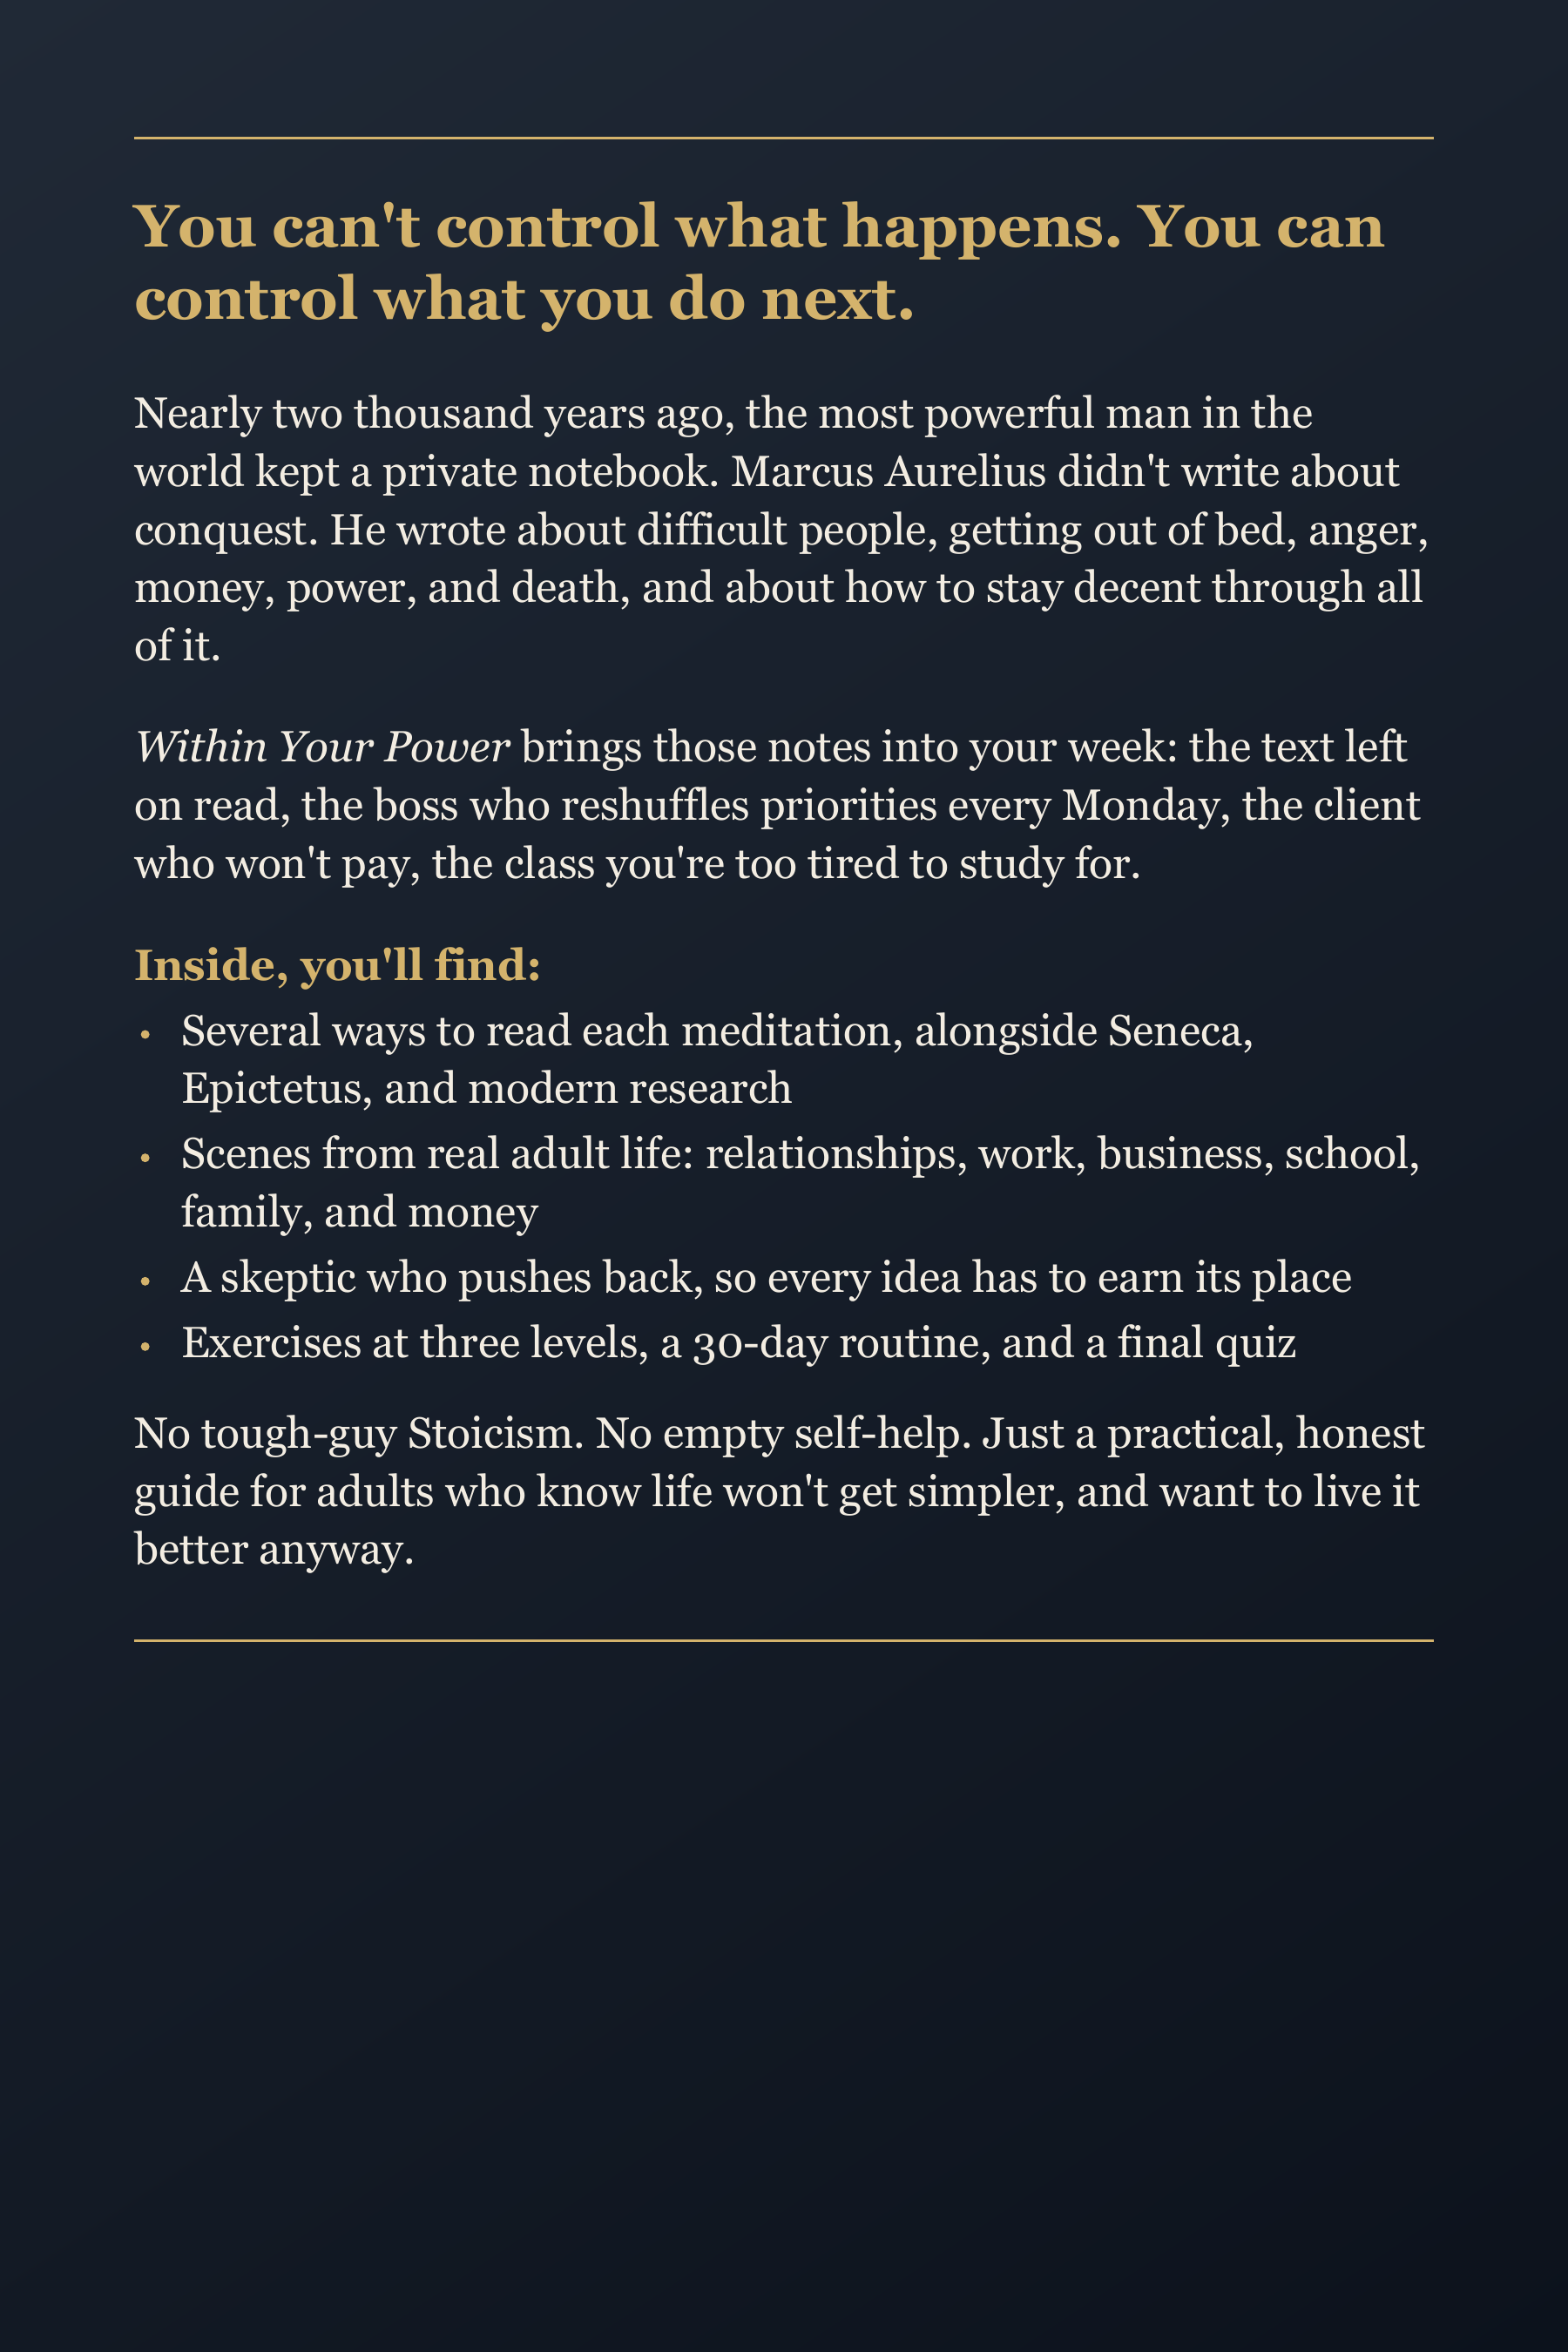 You can't control what happens. You can
control what you do next.
Nearly two thousand years ago, the most powerful man in the
world kept a private notebook. Marcus Aurelius didn't write about
conquest. He wrote about difficult people, getting out of bed, anger,
money, power, and death, and about how to stay decent through all
of it.
Within Your Power brings those notes into your week: the text left
on read, the boss who reshuffles priorities every Monday, the client
who won't pay, the class you're too tired to study for.
Inside, you'll find:
• Several ways to read each meditation, alongside Seneca,
Epictetus, and modern research
• Scenes from real adult life: relationships, work, business, school,
family, and money
• A skeptic who pushes back, so every idea has to earn its place
• Exercises at three levels, a 30-day routine, and a final quiz
No tough-guy Stoicism. No empty self-help. Just a practical, honest
guide for adults who know life won't get simpler, and want to live it
better anyway.